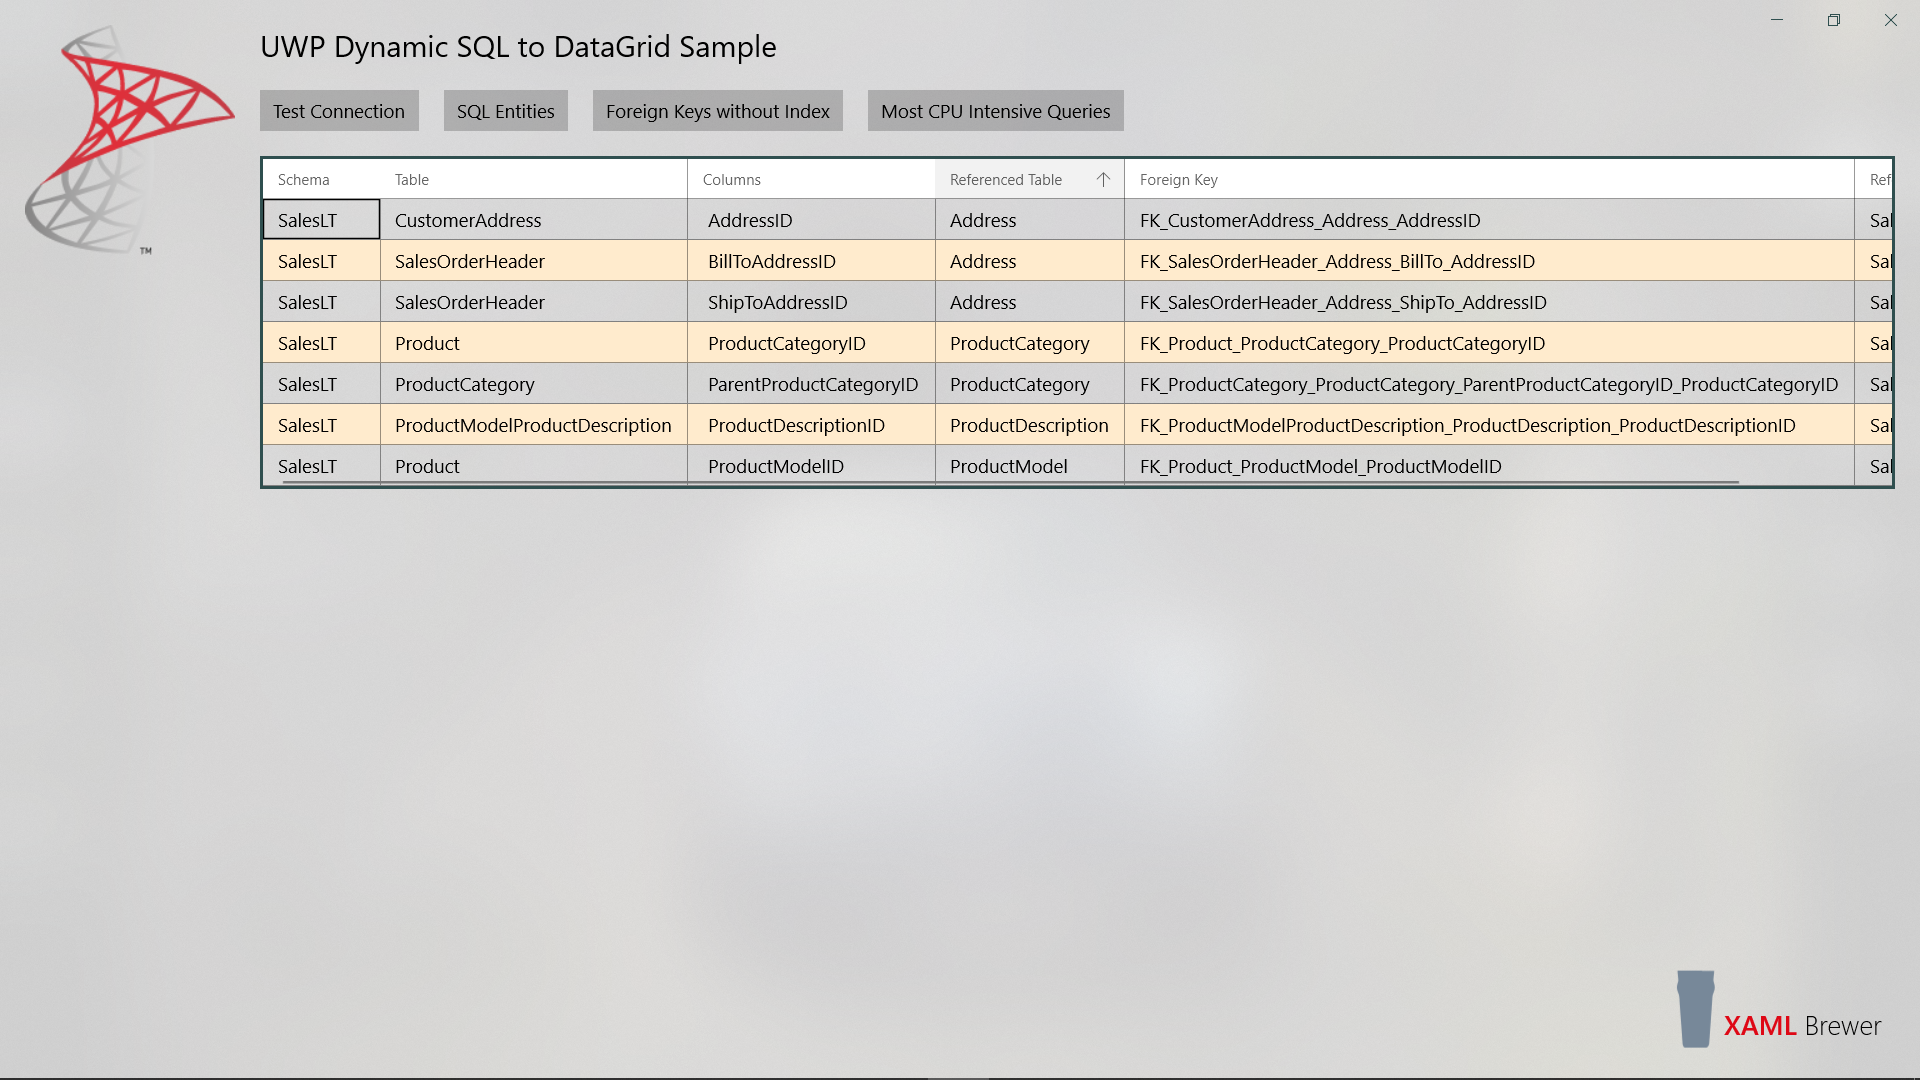 UWP Dynamic SQL to DataGrid Sample
Test Connection SQL Entities Foreign Keys without Index Most CPU Intensive Queries
Schema Table Columns Referenced Table Foreign Key Ref
SalesLT CustomerAddress AddressID Address FK_CustomerAddress_Address_AddressID Sal
SalesLT SalesOrderHeader BillToAddressID Address FK_SalesOrderHeader_Address_BillTo_AddressID Sal
SalesLT SalesOrderHeader ShipToAddressID Address FK_SalesOrderHeader_Address_ShipTo_AddressID Sal
SalesLT Product ProductCategoryID ProductCategory FK_Product_ProductCategory_ProductCategoryID Sal
SalesLT ProductCategory ParentProductCategoryID ProductCategory FK_ProductCategory_ProductCategory_ParentProductCategoryID_ProductCategoryID Sal
SalesLT ProductModelProductDescription ProductDescriptionID ProductDescription FK_ProductModelProductDescription_ProductDescription_ProductDescriptionID Sal
SalesLT Product ProductModelID ProductModel FK_Product_ProductModel_ProductModelID Sal
TM
XAML Brewer